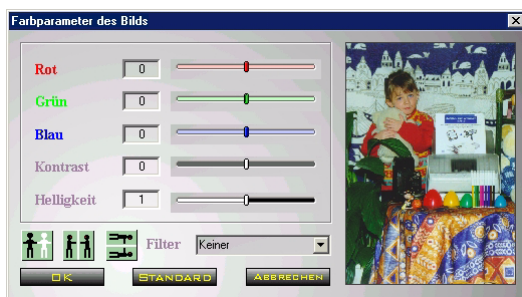 Farbparameter des Bilds
Rot 0
Grün 0
Blau 0
Kontrast 0
Helligkeit 1
Filter Keiner
OK STANDARD ABBRECHEN